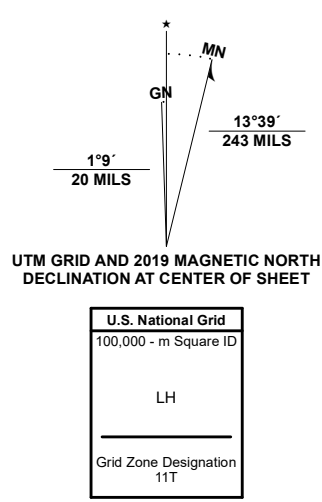 MN
GN
13°39´
243 MILS
1°9´
20 MILS
UTM GRID AND 2019 MAGNETIC NORTH
DECLINATION AT CENTER OF SHEET
U.S. National Grid
100,000 - m Square ID
LH
Grid Zone Designation
11T